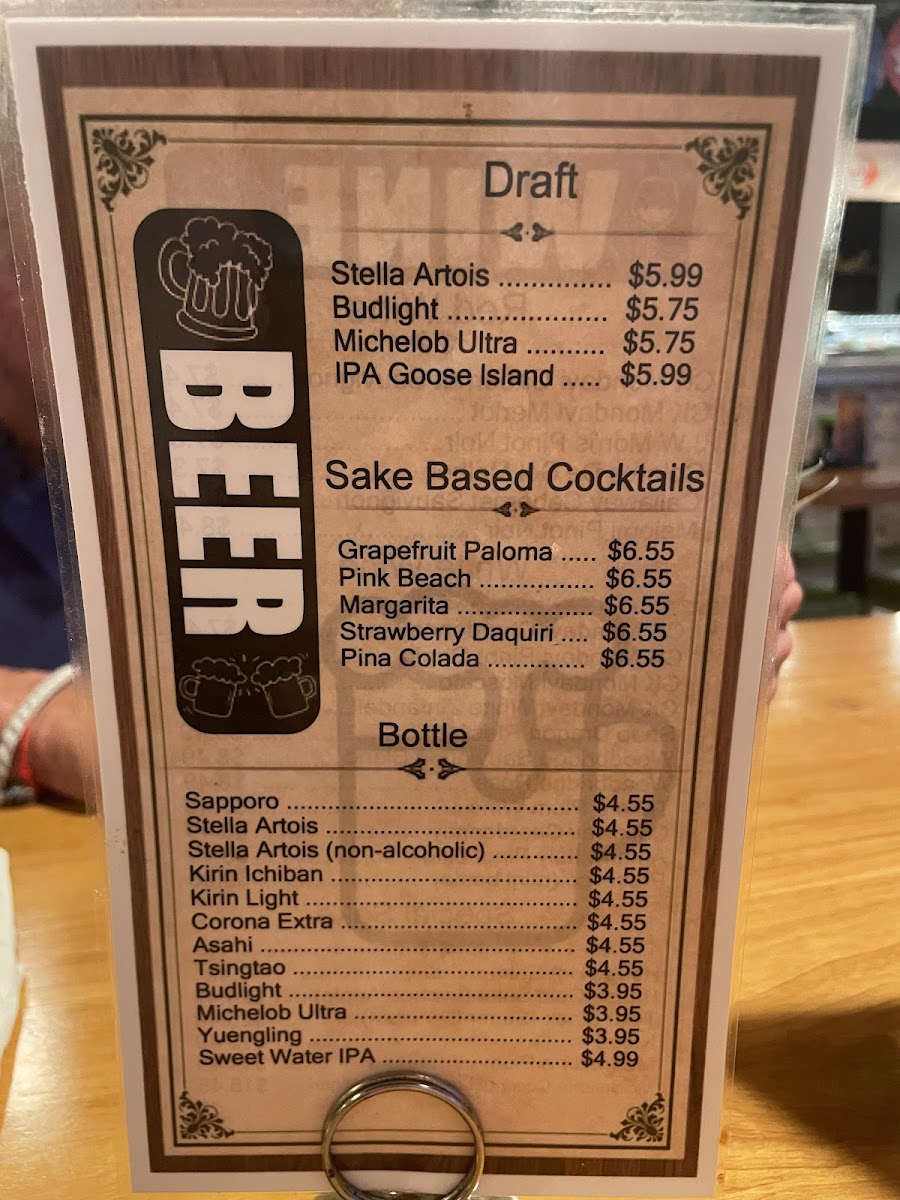 BEER
Draft
Stella Artois .............. $5.99
Budlight .................... $5.75
Michelob Ultra .......... $5.75
IPA Goose Island ..... $5.99
Sake Based Cocktails
Grapefruit Paloma ..... $6.55
Pink Beach ................ $6.55
Margarita ................... $6.55
Strawberry Daquiri .... $6.55
Pina Colada .............. $6.55
Bottle
Sapporo .......................................... $4.55
Stella Artois .................................... $4.55
Stella Artois (non-alcoholic) ............. $4.55
Kirin Ichiban .................................... $4.55
Kirin Light ....................................... $4.55
Corona Extra .................................. $4.55
Asahi .............................................. $4.55
Tsingtao ......................................... $4.55
Budlight .......................................... $3.95
Michelob Ultra ................................ $3.95
Yuengling ....................................... $3.95
Sweet Water IPA ............................ $4.99